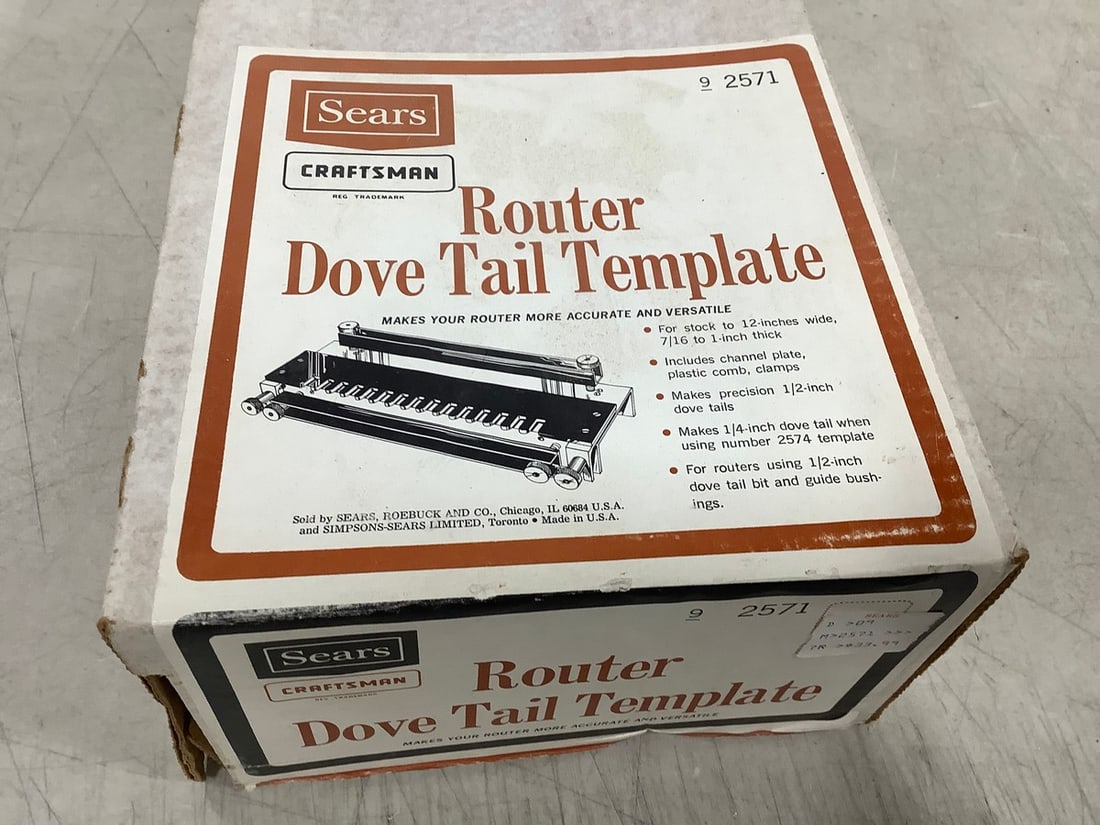 9 2571
Sears
CRAFTSMAN
REG TRADEMARK
Router
Dove Tail Template
MAKES YOUR ROUTER MORE ACCURATE AND VERSATILE
• For stock to 12-inches wide,
7/16 to 1-inch thick
• Includes channel plate,
plastic comb, clamps
• Makes precision 1/2-inch
dove tails
• Makes 1/4-inch dove tail when
using number 2574 template
• For routers using 1/2-inch
dove tail bit and guide bush-
ings.
Sold by SEARS, ROEBUCK AND CO., Chicago, IL 60684 U.S.A.
and SIMPSONS-SEARS LIMITED, Toronto • Made in U.S.A.
9 2571
Sears
CRAFTSMAN
REG TRADEMARK
Router
Dove Tail Template
MAKES YOUR ROUTER MORE ACCURATE AND VERSATILE
SEARS
D >09
M>2571 >>>